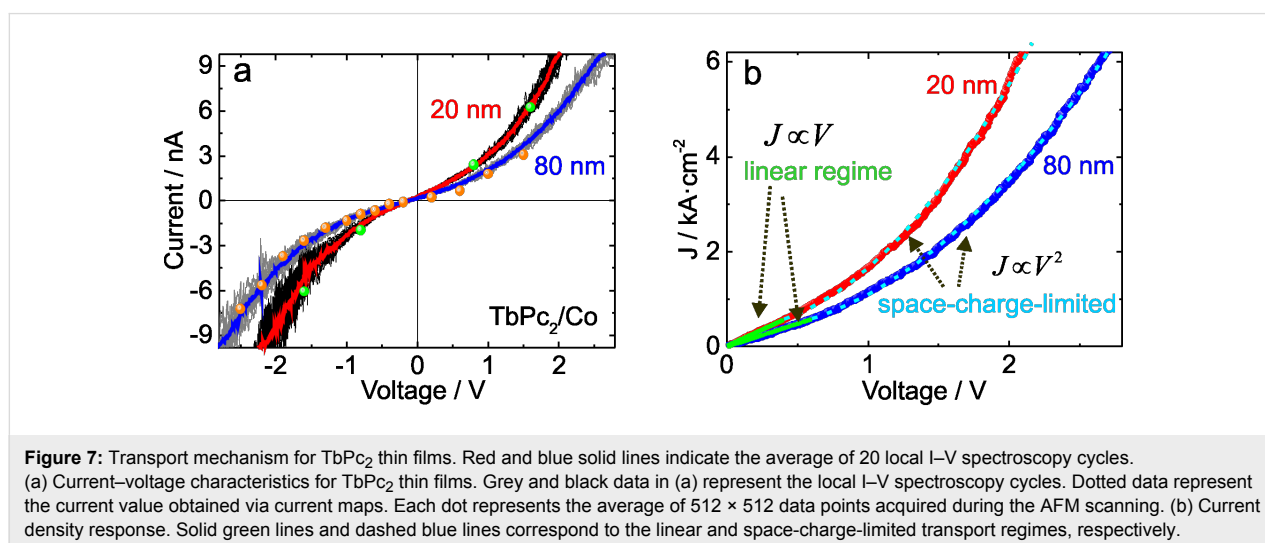 a
9
6
3
0
-3
-6
-9
Current / nA
20 nm
80 nm
TbPc₂/Co
-2
-1
0
1
2
Voltage / V
b
6
4
2
0
J / kA·cm⁻²
20 nm
J∝V
linear regime
80 nm
J∝V²
space-charge-limited
0
1
2
Voltage / V
Figure 7: Transport mechanism for TbPc₂ thin films. Red and blue solid lines indicate the average of 20 local I–V spectroscopy cycles.
(a) Current–voltage characteristics for TbPc₂ thin films. Grey and black data in (a) represent the local I–V spectroscopy cycles. Dotted data represent
the current value obtained via current maps. Each dot represents the average of 512 × 512 data points acquired during the AFM scanning. (b) Current
density response. Solid green lines and dashed blue lines correspond to the linear and space-charge-limited transport regimes, respectively.